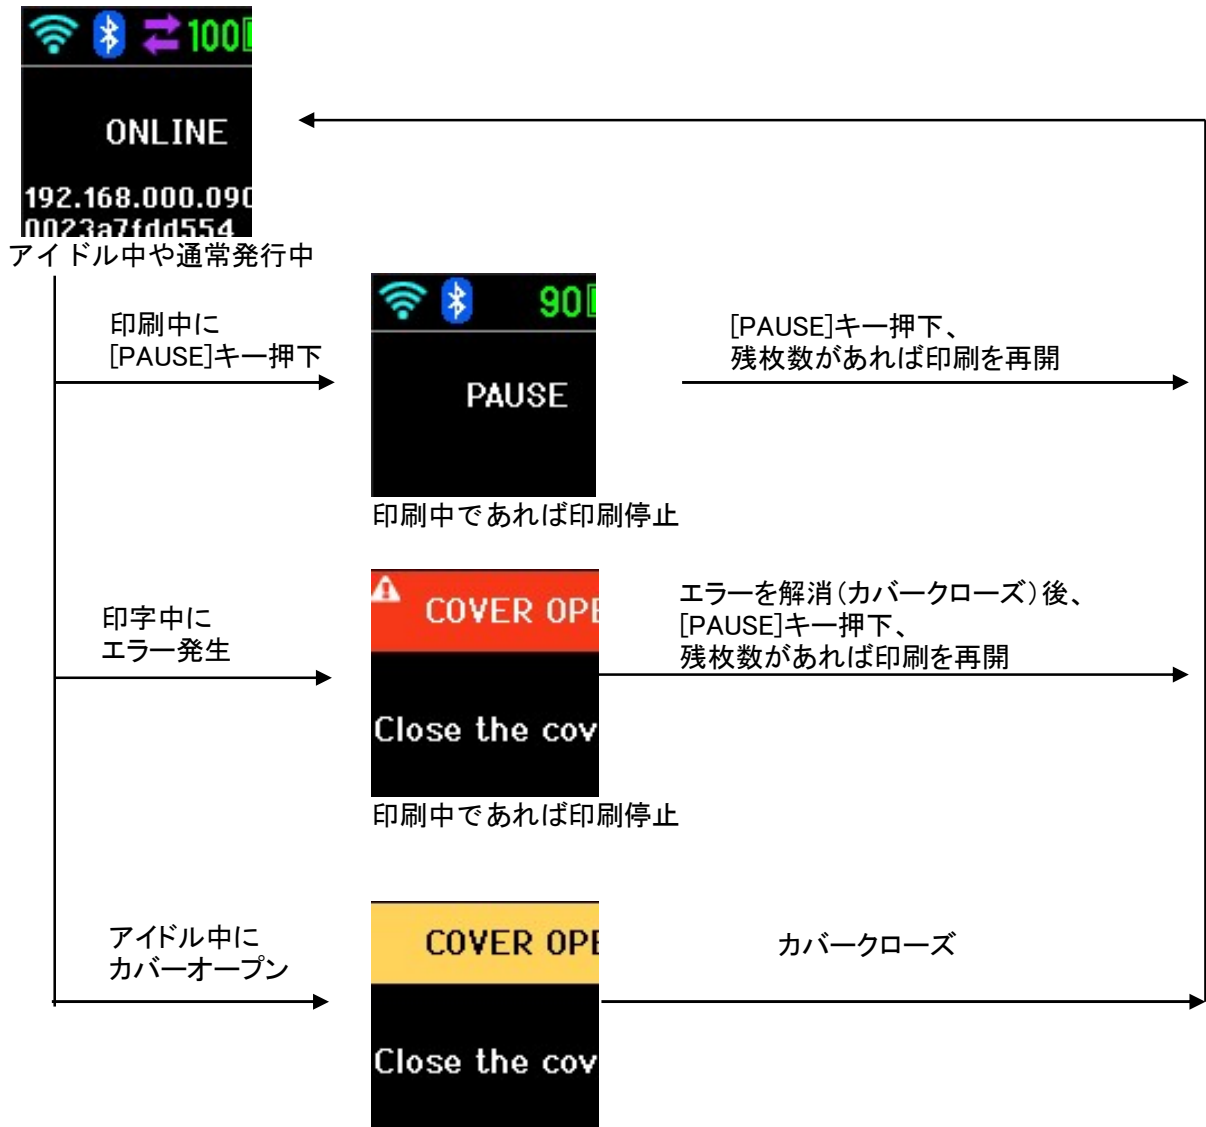 100
ONLINE
192.168.000.090
0023a7fdd554
アイドル中や通常発行中
印刷中に
[PAUSE]キー押下
90
PAUSE
印刷中であれば印刷停止
[PAUSE]キー押下、
残枚数があれば印刷を再開
印字中に
エラー発生
COVER OPE
Close the cov
印刷中であれば印刷停止
エラーを解消(カバークローズ)後、
[PAUSE]キー押下、
残枚数があれば印刷を再開
アイドル中に
カバーオープン
COVER OPE
Close the cov
カバークローズ